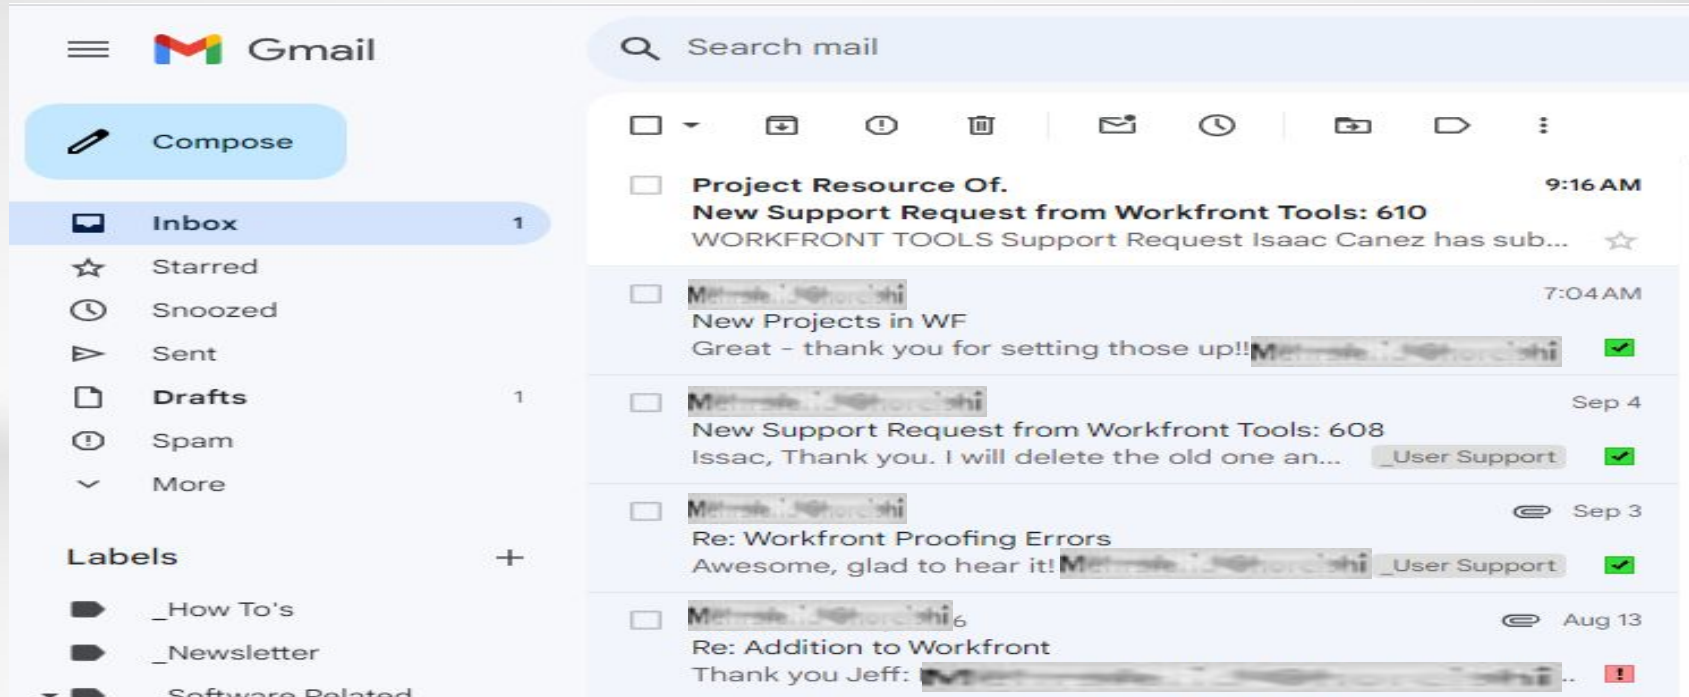 Gmail
Search mail
Compose
Inbox 1
Starred
Snoozed
Sent
Drafts 1
Spam
More
Labels +
_How To's
_Newsletter
_Software Related
Project Resource Of. 9:16 AM
New Support Request from Workfront Tools: 610
WORKFRONT TOOLS Support Request Isaac Canez has sub...
7:04 AM
New Projects in WF
Great - thank you for setting those up!!
Sep 4
New Support Request from Workfront Tools: 608
Issac, Thank you. I will delete the old one an... _User Support
Sep 3
Re: Workfront Proofing Errors
Awesome, glad to hear it! _User Support
6 Aug 13
Re: Addition to Workfront
Thank you Jeff: ..